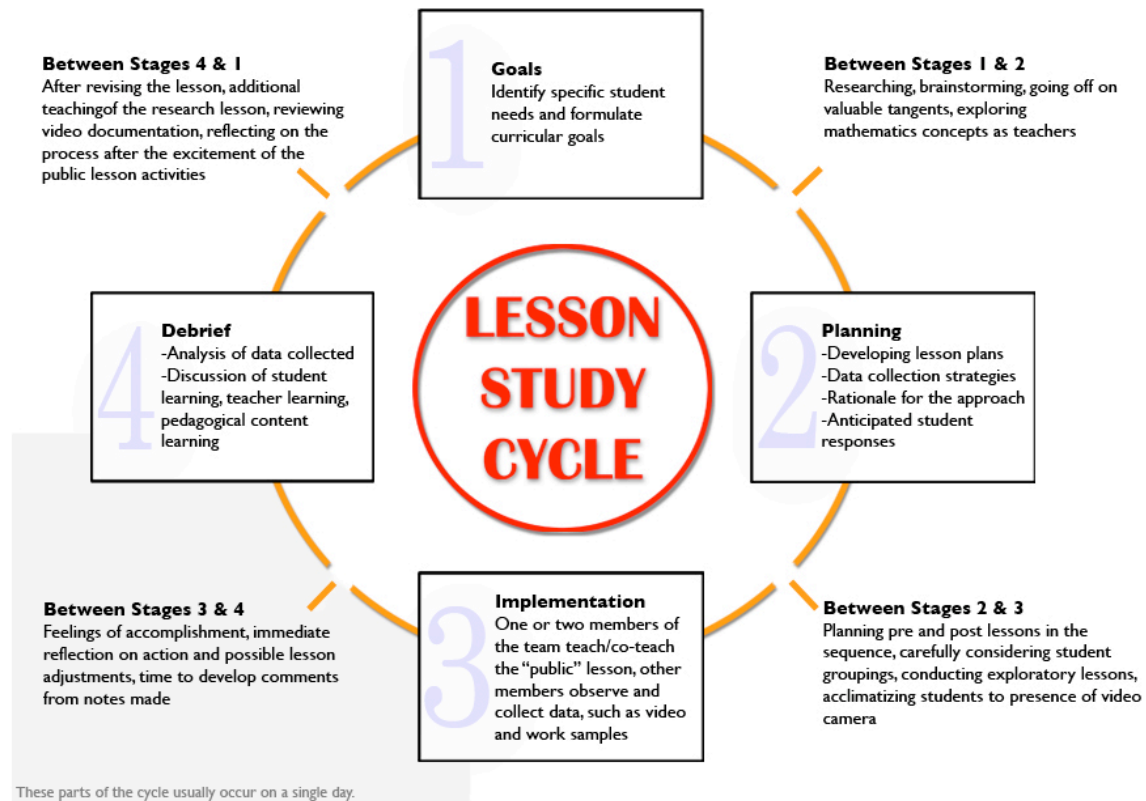 1
Goals
Identify specific student
needs and formulate
curricular goals
Between Stages 1 & 2
Researching, brainstorming, going off on
valuable tangents, exploring
mathematics concepts as teachers
2
Planning
-Developing lesson plans
-Data collection strategies
-Rationale for the approach
-Anticipated student
responses
Between Stages 2 & 3
Planning pre and post lessons in the
sequence, carefully considering student
groupings, conducting exploratory lessons,
acclimatizing students to presence of video
camera
3
Implementation
One or two members of
the team teach/co-teach
the “public” lesson, other
members observe and
collect data, such as video
and work samples
Between Stages 3 & 4
Feelings of accomplishment, immediate
reflection on action and possible lesson
adjustments, time to develop comments
from notes made
4
Debrief
-Analysis of data collected
-Discussion of student
learning, teacher learning,
pedagogical content
learning
Between Stages 4 & 1
After revising the lesson, additional
teachingof the research lesson, reviewing
video documentation, reflecting on the
process after the excitement of the
public lesson activities
LESSON
STUDY
CYCLE
These parts of the cycle usually occur on a single day.